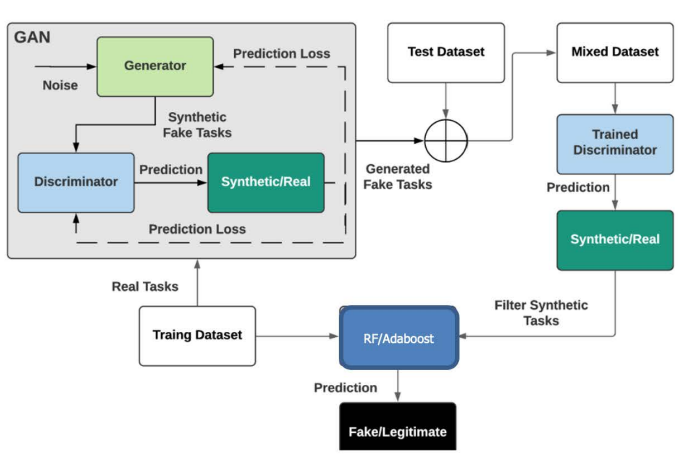 GAN
Generator
Prediction Loss
Noise
Synthetic
Fake Tasks
Discriminator
Prediction
Synthetic/Real
Prediction Loss
Test Dataset
Mixed Dataset
Generated
Fake Tasks
Trained
Discriminator
Prediction
Synthetic/Real
Real Tasks
Traing Dataset
RF/Adaboost
Filter Synthetic
Tasks
Prediction
Fake/Legitimate